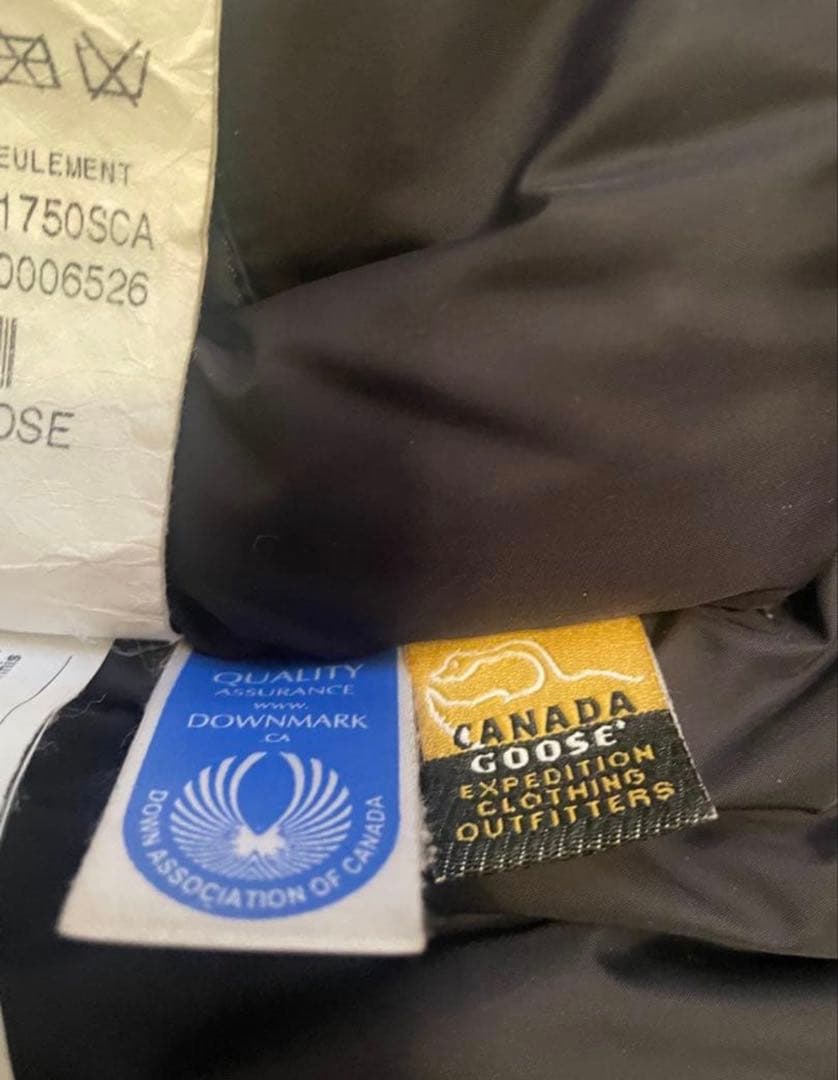 EULEMENT
1750SCA
0006526
OSE
QUALITY
ASSURANCE
www.
DOWNMARK
.CA
DOWN ASSOCIATION OF CANADA
CANADA
GOOSE®
EXPEDITION
CLOTHING
OUTFITTERS